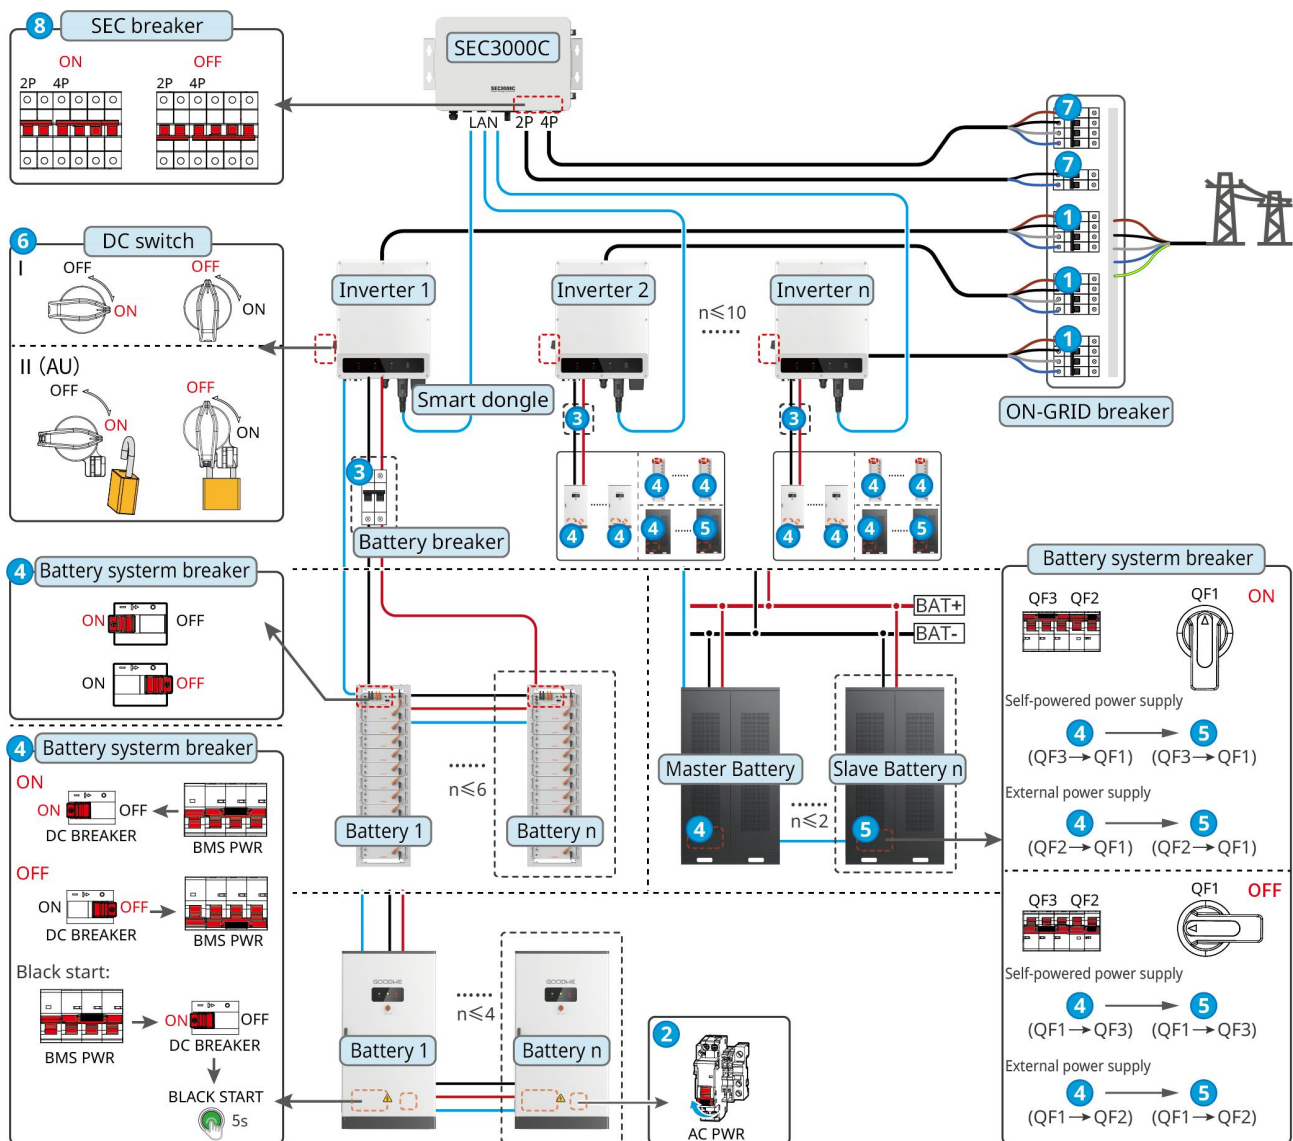 8 SEC breaker
ON OFF
2P 4P 2P 4P
SEC3000C
SEC3000C
LAN 2P 4P
7
7
1
1
1
ON-GRID breaker
6 DC switch
I
OFF OFF
ON ON
II (AU)
OFF OFF
ON ON
Inverter 1 Inverter 2 Inverter n
n≤10
......
Smart dongle
3 3
3
Battery breaker
...... ......
4 4
4 4 4 5
...... ......
4 4
4 4 4 5
4 Battery systerm breaker
ON OFF
ON OFF
4 Battery systerm breaker
ON
ON OFF
DC BREAKER BMS PWR
OFF
ON OFF
DC BREAKER BMS PWR
Black start:
ON OFF
BMS PWR DC BREAKER
BLACK START
5s
......
n≤6
Battery 1 Battery n
BAT+
BAT-
Master Battery Slave Battery n
......
n≤2
4 5
GOODWE GOODWE
......
n≤4
Battery 1 Battery n
2
AC PWR
Battery systerm breaker
QF3 QF2 QF1 ON
Self-powered power supply
4 → 5
(QF3→QF1) (QF3→QF1)
External power supply
4 → 5
(QF2→QF1) (QF2→QF1)
QF3 QF2 QF1 OFF
Self-powered power supply
4 → 5
(QF1→QF3) (QF1→QF3)
External power supply
4 → 5
(QF1→QF2) (QF1→QF2)